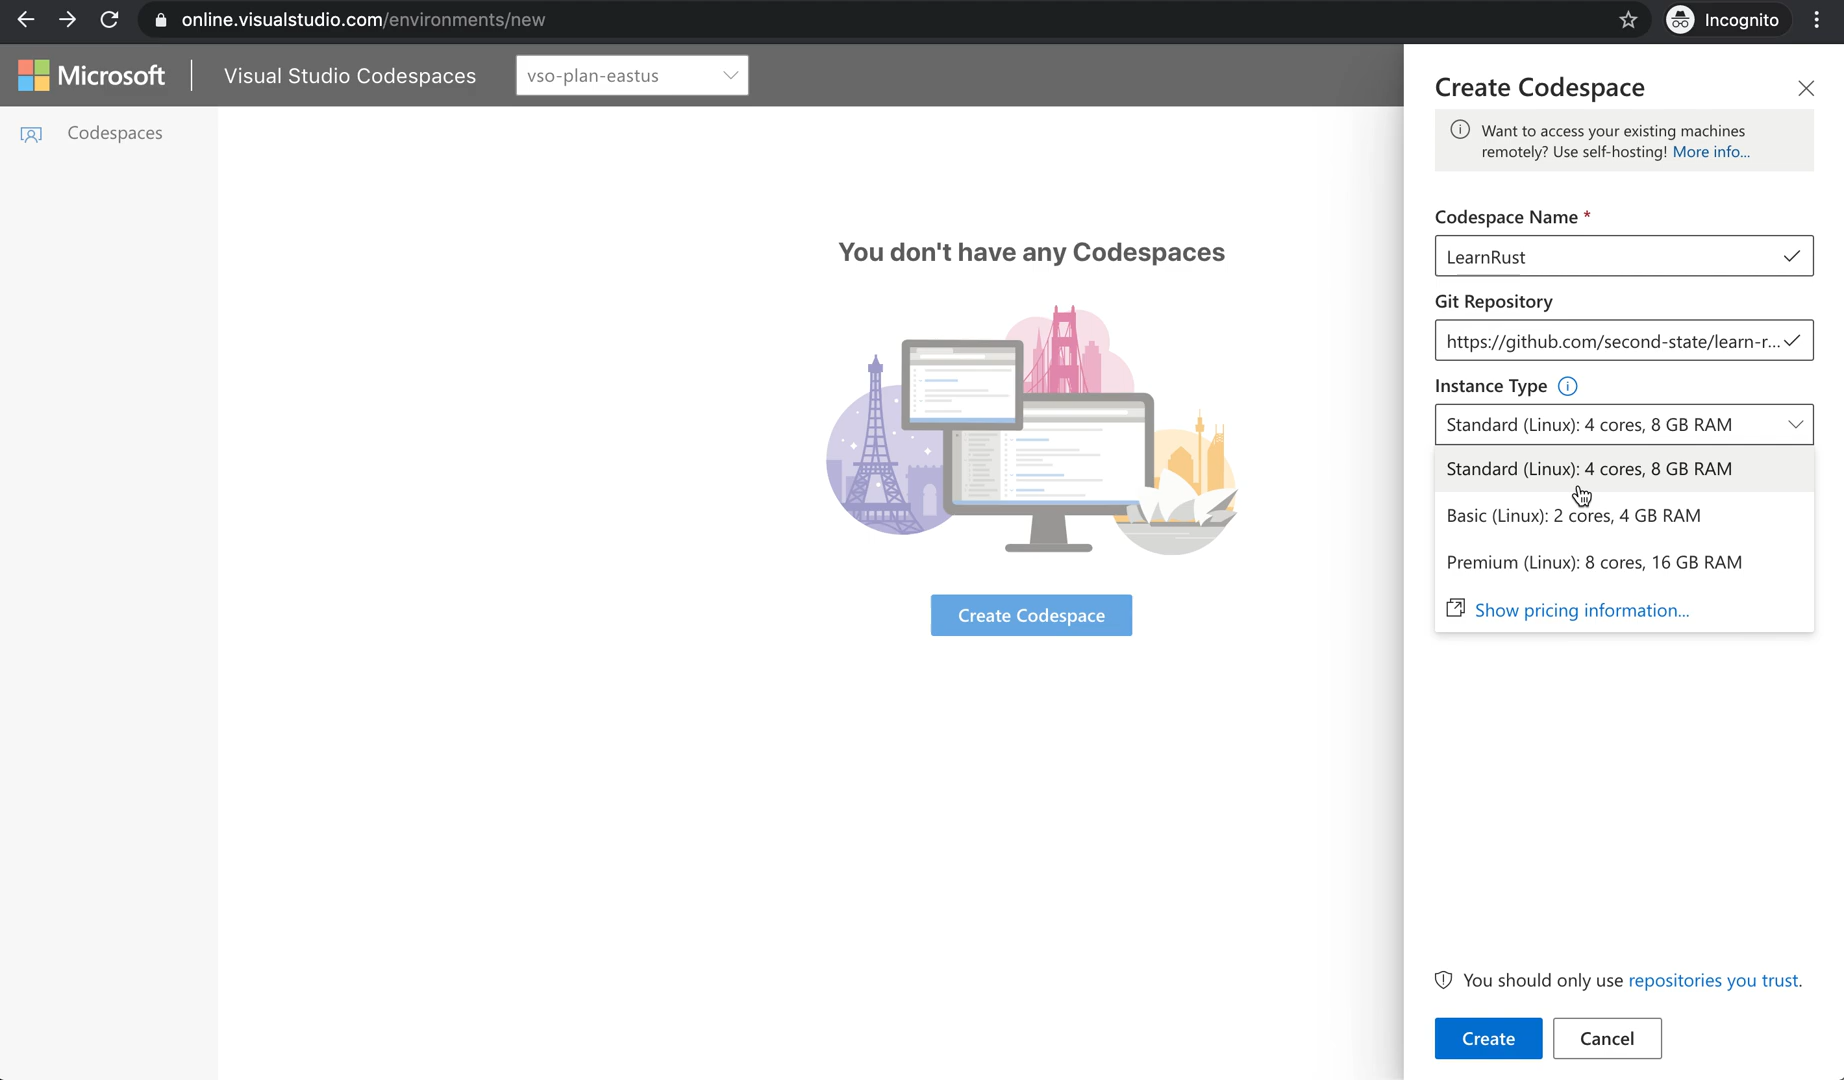 online.visualstudio.com/environments/new
Incognito
Microsoft
Visual Studio Codespaces
vso-plan-eastus
Codespaces
You don't have any Codespaces
Create Codespace
Create Codespace
Want to access your existing machines
remotely? Use self-hosting! More info...
Codespace Name *
LearnRust
Git Repository
https://github.com/second-state/learn-r...
Instance Type
Standard (Linux): 4 cores, 8 GB RAM
Standard (Linux): 4 cores, 8 GB RAM
Basic (Linux): 2 cores, 4 GB RAM
Premium (Linux): 8 cores, 16 GB RAM
Show pricing information...
You should only use repositories you trust.
Create
Cancel